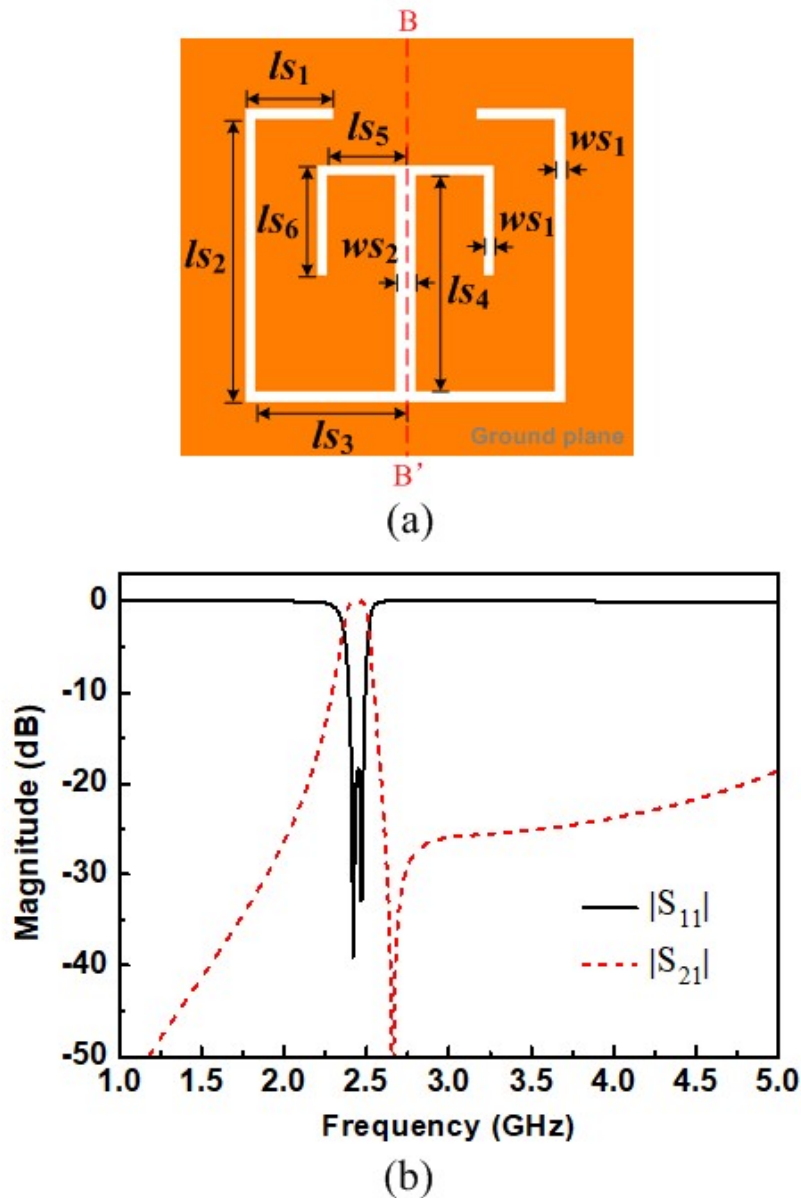 B
ls1
ls5
ws1
ls6
ws2
ws1
ls2
ls4
ls3
Ground plane
B'
(a)
0
-10
-20
-30
-40
-50
Magnitude (dB)
|S11|
|S21|
1.0 1.5 2.0 2.5 3.0 3.5 4.0 4.5 5.0
Frequency (GHz)
(b)